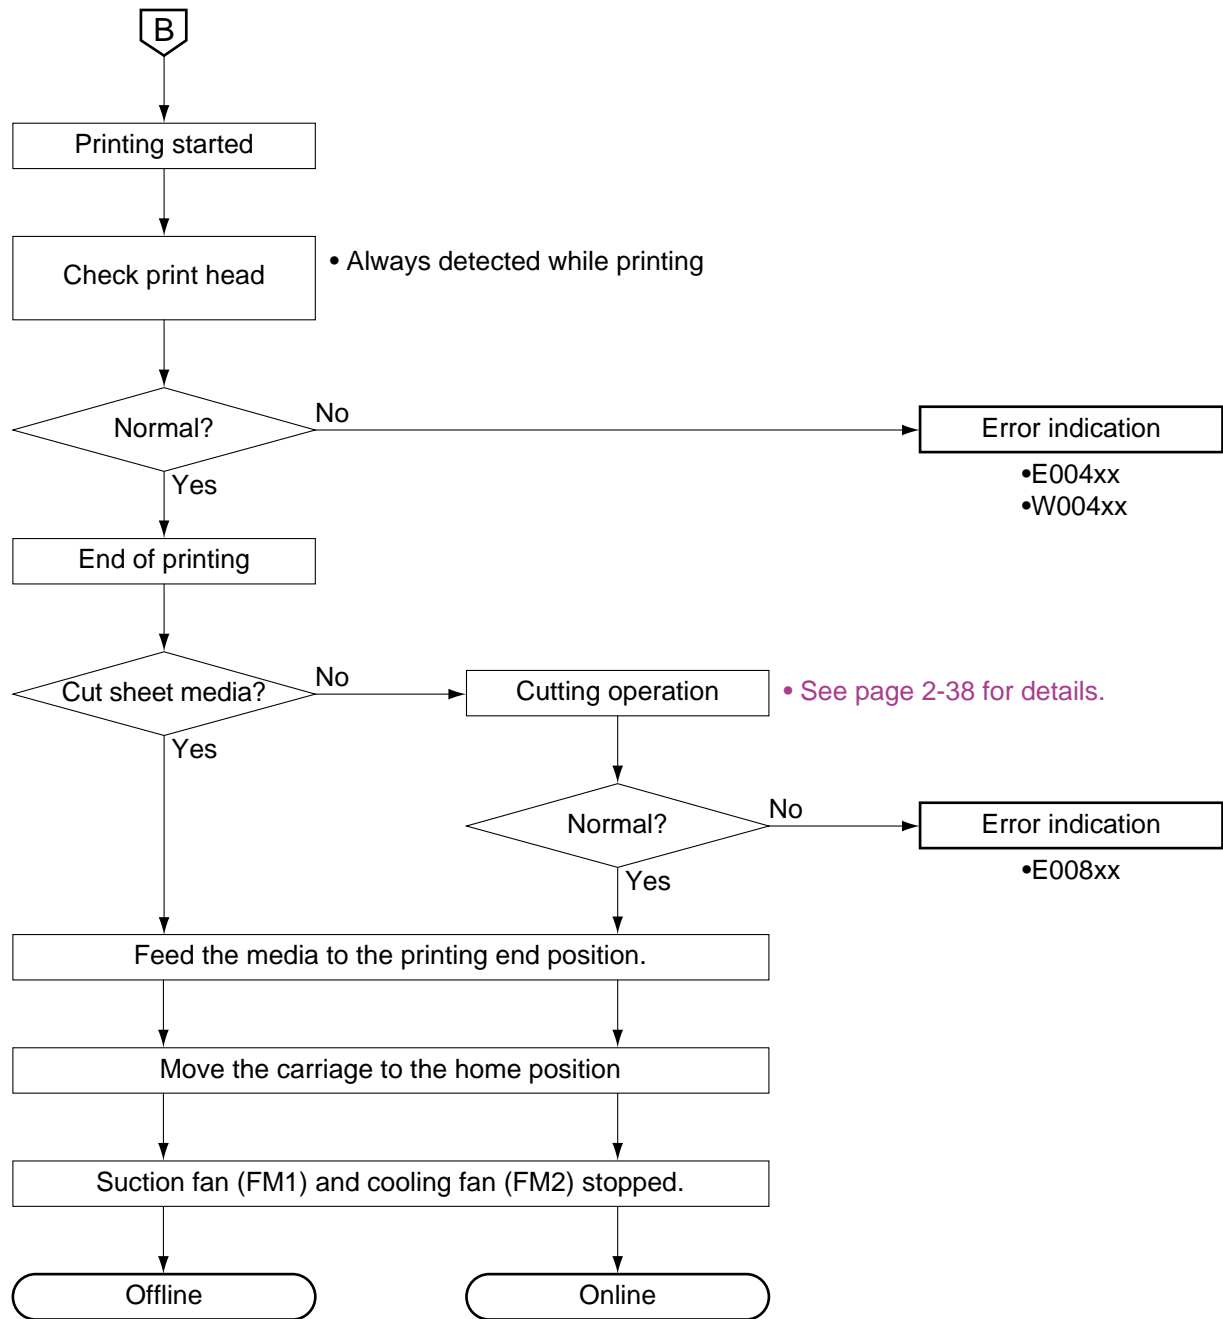 B
Printing started
Check print head
• Always detected while printing
Normal?
No
Error indication
•E004xx
•W004xx
Yes
End of printing
Cut sheet media?
No
Cutting operation
• See page 2-38 for details.
Yes
Normal?
No
Error indication
•E008xx
Yes
Feed the media to the printing end position.
Move the carriage to the home position
Suction fan (FM1) and cooling fan (FM2) stopped.
Offline
Online